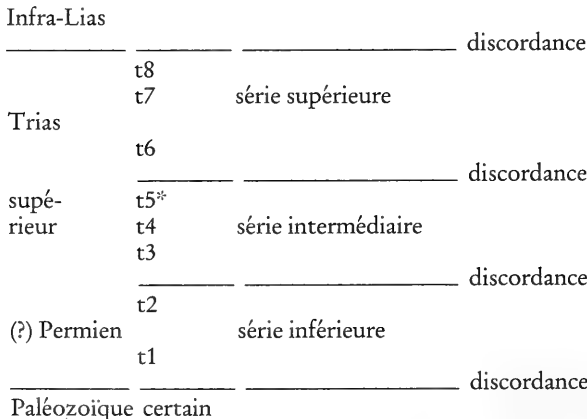 Infra-Lias
discordance
t8
t7 série supérieure
Trias
t6
discordance
supé- t5*
rieur t4 série intermédiaire
t3
discordance
t2
(?) Permien série inférieure
t1
discordance
Paléozoïque certain